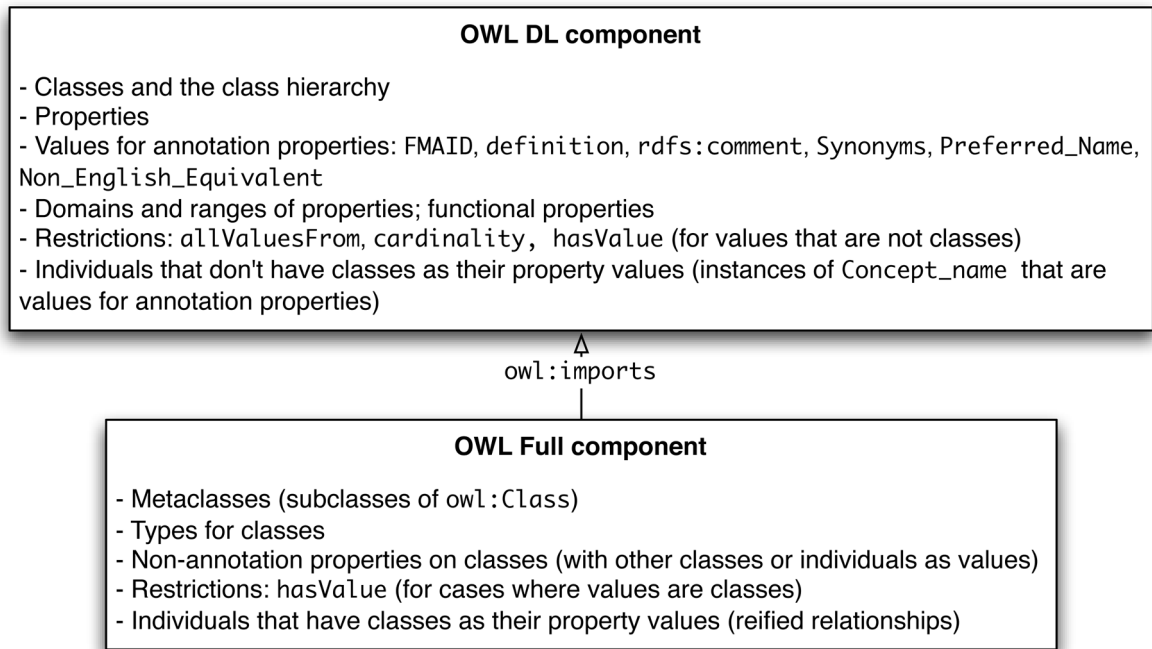 OWL DL component
- Classes and the class hierarchy
- Properties
- Values for annotation properties: FMAID, definition, rdfs:comment, Synonyms, Preferred_Name,
Non_English_Equivalent
- Domains and ranges of properties; functional properties
- Restrictions: allValuesFrom, cardinality, hasValue (for values that are not classes)
- Individuals that don't have classes as their property values (instances of Concept_name that are
values for annotation properties)
owl:imports
OWL Full component
- Metaclasses (subclasses of owl:Class)
- Types for classes
- Non-annotation properties on classes (with other classes or individuals as values)
- Restrictions: hasValue (for cases where values are classes)
- Individuals that have classes as their property values (reified relationships)